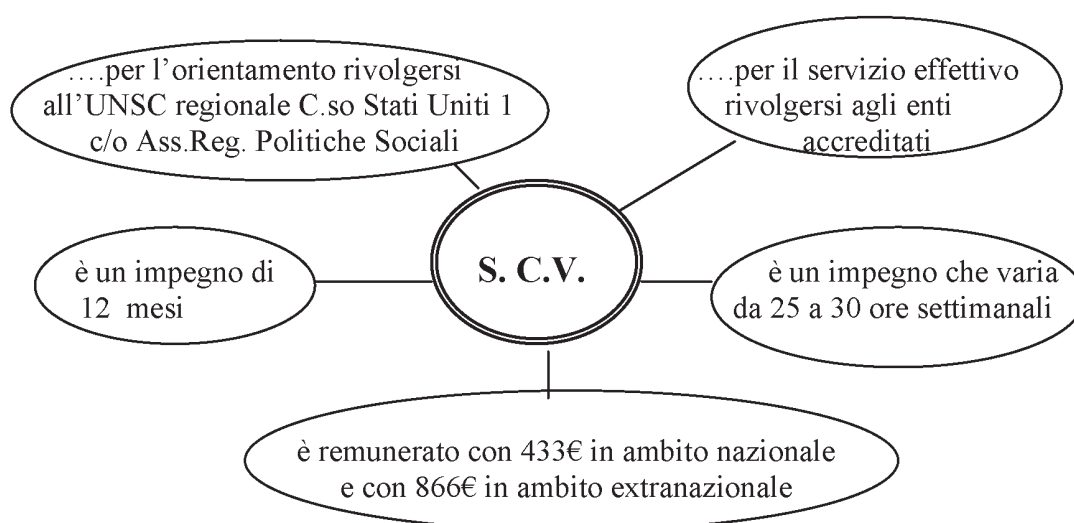 ….per l'orientamento rivolgersi
all'UNSC regionale C.so Stati Uniti 1
c/o Ass.Reg. Politiche Sociali
….per il servizio effettivo
rivolgersi agli enti
accreditati
S. C.V.
è un impegno di
12 mesi
è un impegno che varia
da 25 a 30 ore settimanali
è remunerato con 433€ in ambito nazionale
e con 866€ in ambito extranazionale